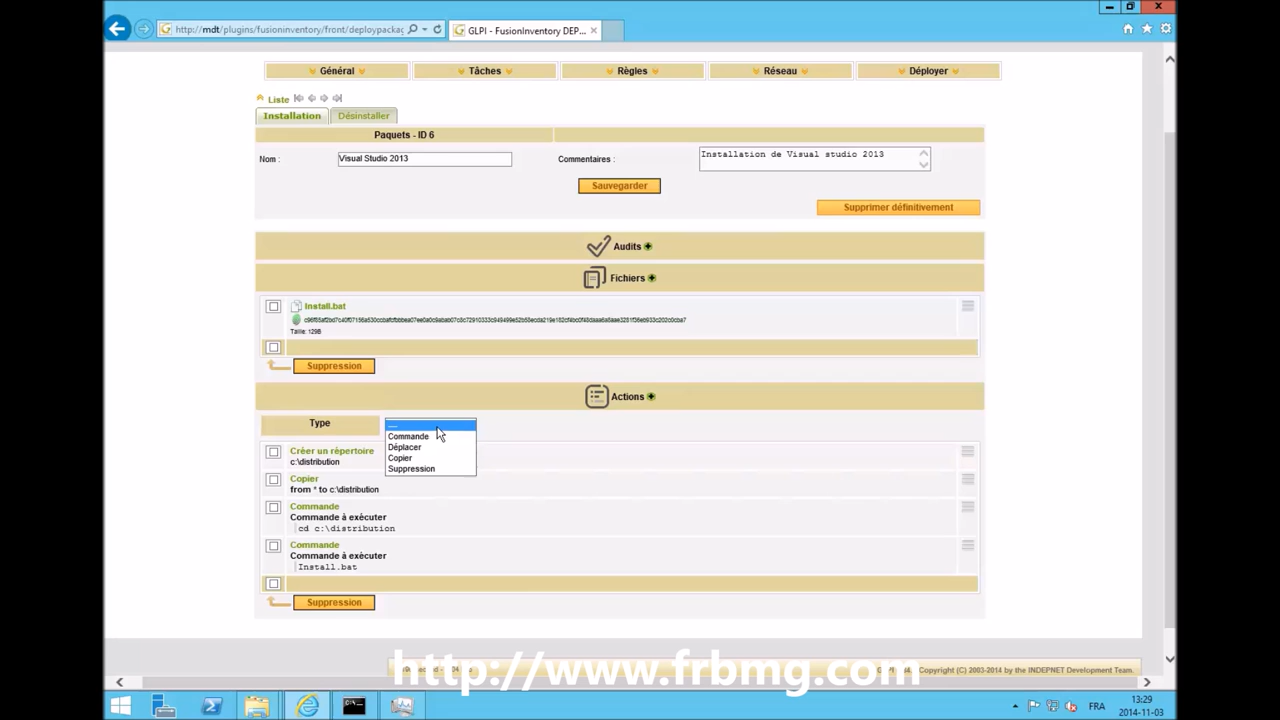 http://mdt/plugins/fusioninventory/front/deploypackag
GLPI - FusionInventory DEP...
Général
Tâches
Règles
Réseau
Déployer
Liste
Installation
Désinstaller
Paquets - ID 6
Nom :
Visual Studio 2013
Commentaires :
Installation de Visual studio 2013
Sauvegarder
Supprimer définitivement
Audits
Fichiers
Install.bat
Taille: 129B
Suppression
Actions
Type
---
Commande
Déplacer
Copier
Suppression
Créer un répertoire
c:\distribution
Copier
from * to c:\distribution
Commande
Commande à exécuter
cd c:\distribution
Commande
Commande à exécuter
Install.bat
Suppression
Copyright (C) 2003-2014 by the INDEPNET Development Team.
http://www.frbmg.com
FRA
13:29
2014-11-03